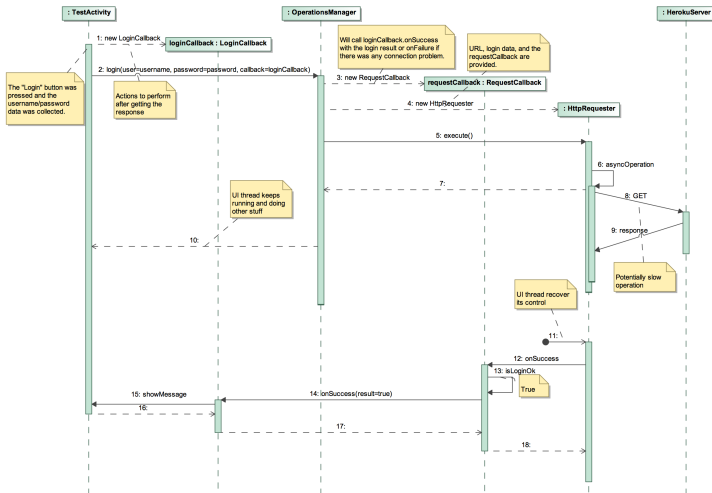 : TestActivity
: OperationsManager
: HerokuServer
1: new LoginCallback
loginCallback : LoginCallback
Will call loginCallback.onSuccess
with the login result or onFailure if
there was any connection problem.
URL, login data, and the
requestCallback are
provided.
2: login(user=username, password=password, callback=loginCallback)
3: new RequestCallback
requestCallback : RequestCallback
The "Login" button was
pressed and the
username/password
data was collected.
Actions to perform
after getting the
response
4: new HttpRequester
: HttpRequester
5: execute()
6: asyncOperation
7:
8: GET
UI thread keeps
running and doing
other stuff
9: response
10:
Potentially slow
operation
UI thread recover
its control
11:
12: onSuccess
13: isLoginOk
True
14: ionSuccess(result=true)
15: showMessage
16:
17:
18: